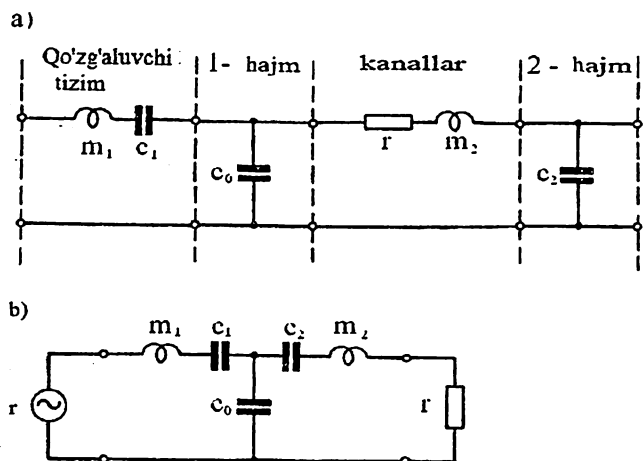 a)
Qo'zg'aluvchi tizim
1- hajm
kanallar
2 - hajm
m₁
c₁
c₀
r
m₂
c₂
b)
m₁
c₁
c₂
m₂
r
c₀
r